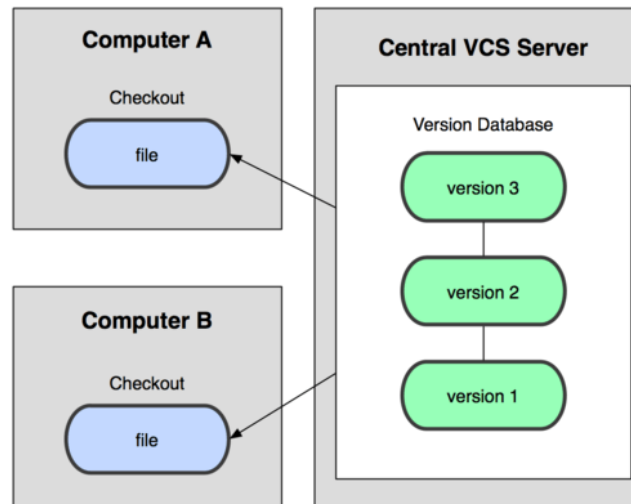 Computer A
Checkout
file
Computer B
Checkout
file
Central VCS Server
Version Database
version 3
version 2
version 1